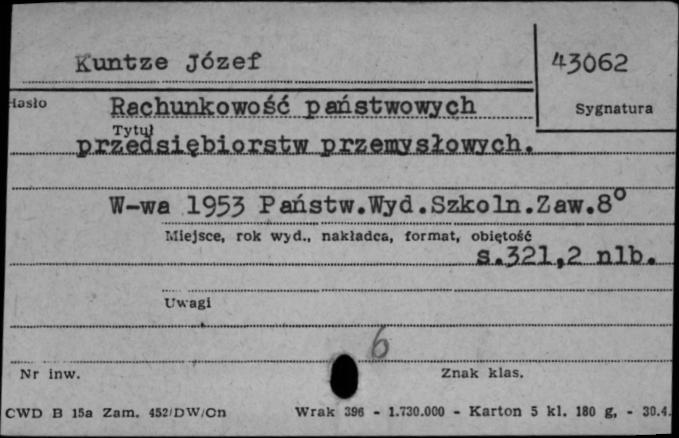 Kuntze Józef
43062
Hasło
Rachunkowość państwowych
Sygnatura
Tytuł
przedsiębiorstw przemysłowych.
W-wa 1953 Państw.Wyd.Szkoln.Zaw.8°
Miejsce, rok wyd., nakładca, format, objętość
s.321,2 nlb.
Uwagi
6
Nr inw.
Znak klas.
CWD B 15a Zam. 452/DW/Cn Wrak 396 - 1.730.000 - Karton 5 kl. 180 g, - 30.4.